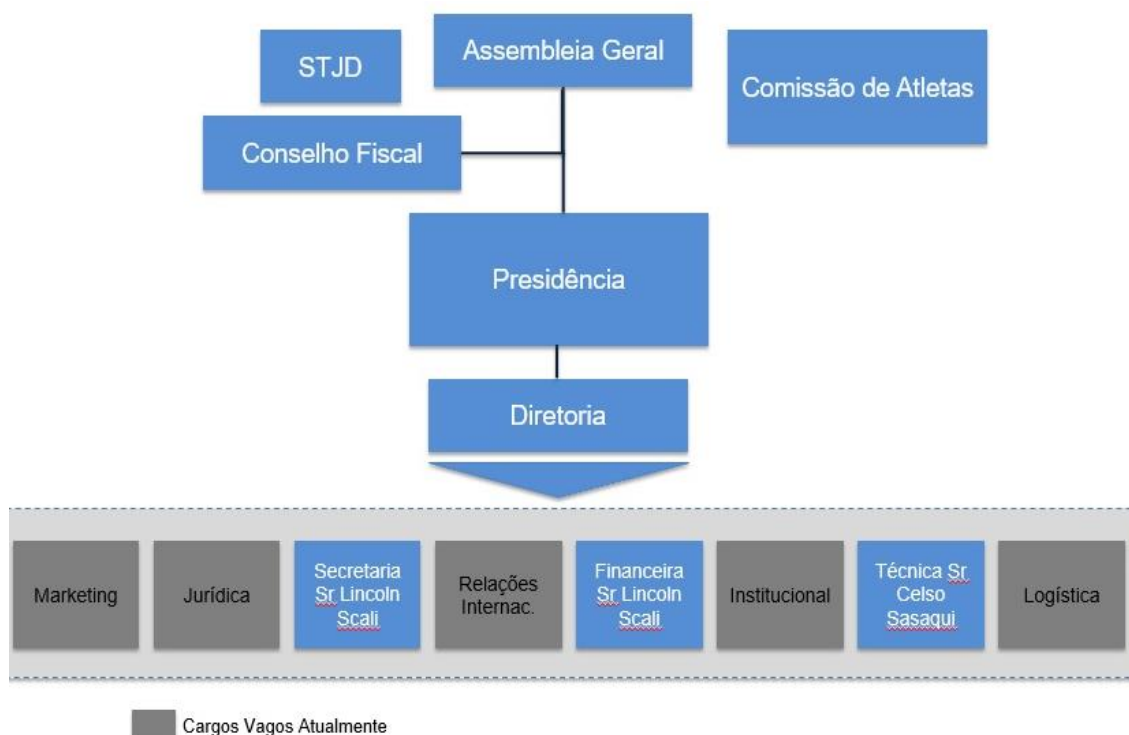 Assembleia Geral
STJD
Comissão de Atletas
Conselho Fiscal
Presidência
Diretoria
Marketing
Jurídica
Secretaria
Sr Lincoln
Scali
Relações
Internac.
Financeira
Sr Lincoln
Scali
Institucional
Técnica Sr
Celso
Sasaqui
Logística
Cargos Vagos Atualmente